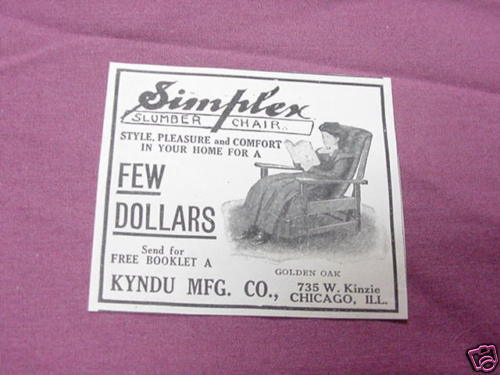 Simplex
SLUMBER CHAIR
STYLE, PLEASURE and COMFORT
IN YOUR HOME FOR A
FEW
DOLLARS
Send for
FREE BOOKLET A
GOLDEN OAK
KYNDU MFG. CO., 735 W. Kinzie
CHICAGO, ILL.